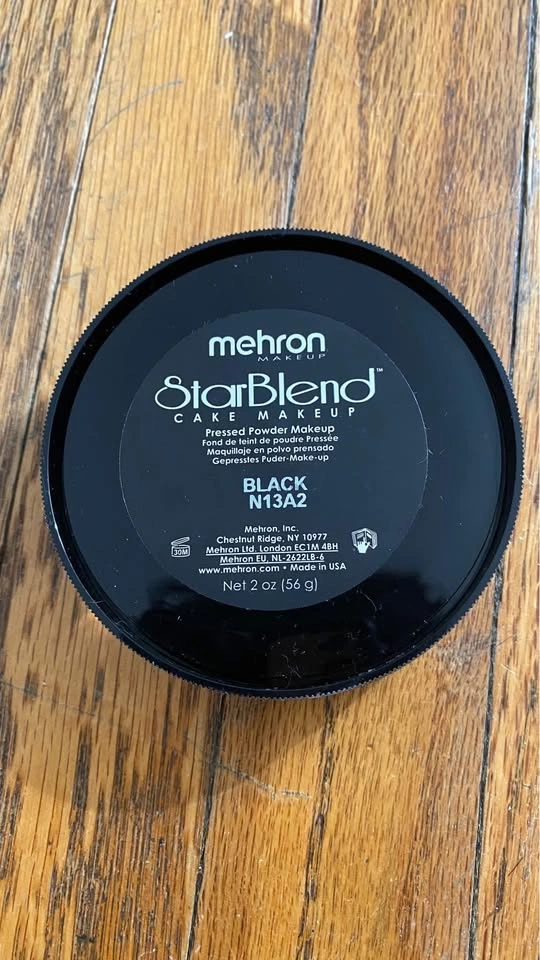 mehron
MAKEUP
StarBlend™
CAKE MAKEUP
Pressed Powder Makeup
Fond de teint de poudre Pressée
Maquillaje en polvo prensado
Gepresstes Puder-Make-up
BLACK
N13A2
Mehron, Inc.
Chestnut Ridge, NY 10977
Mehron Ltd. London EC1M 4BH
Mehron EU, NL-2622LB-6
www.mehron.com • Made in USA
30M
Net 2 oz (56 g)